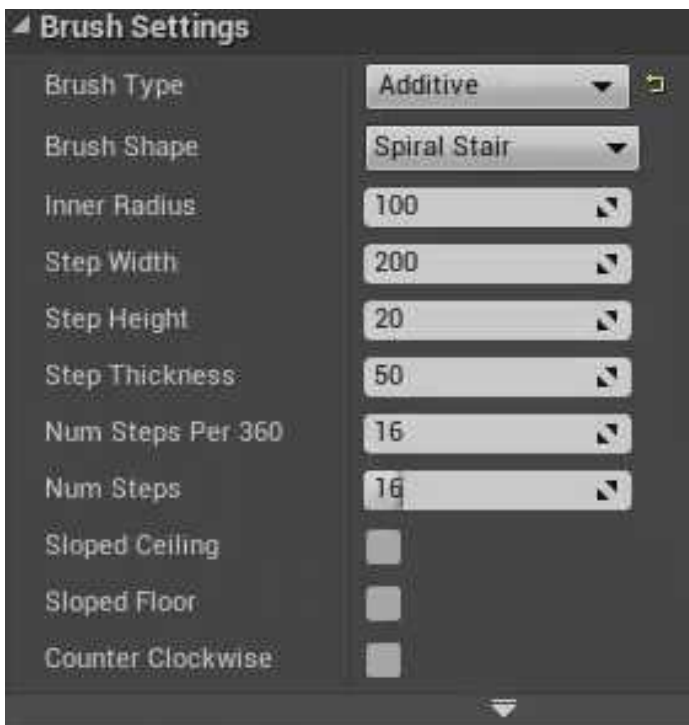 Brush Settings
Brush Type Additive
Brush Shape Spiral Stair
Inner Radius 100
Step Width 200
Step Height 20
Step Thickness 50
Num Steps Per 360 16
Num Steps 16
Sloped Ceiling
Sloped Floor
Counter Clockwise